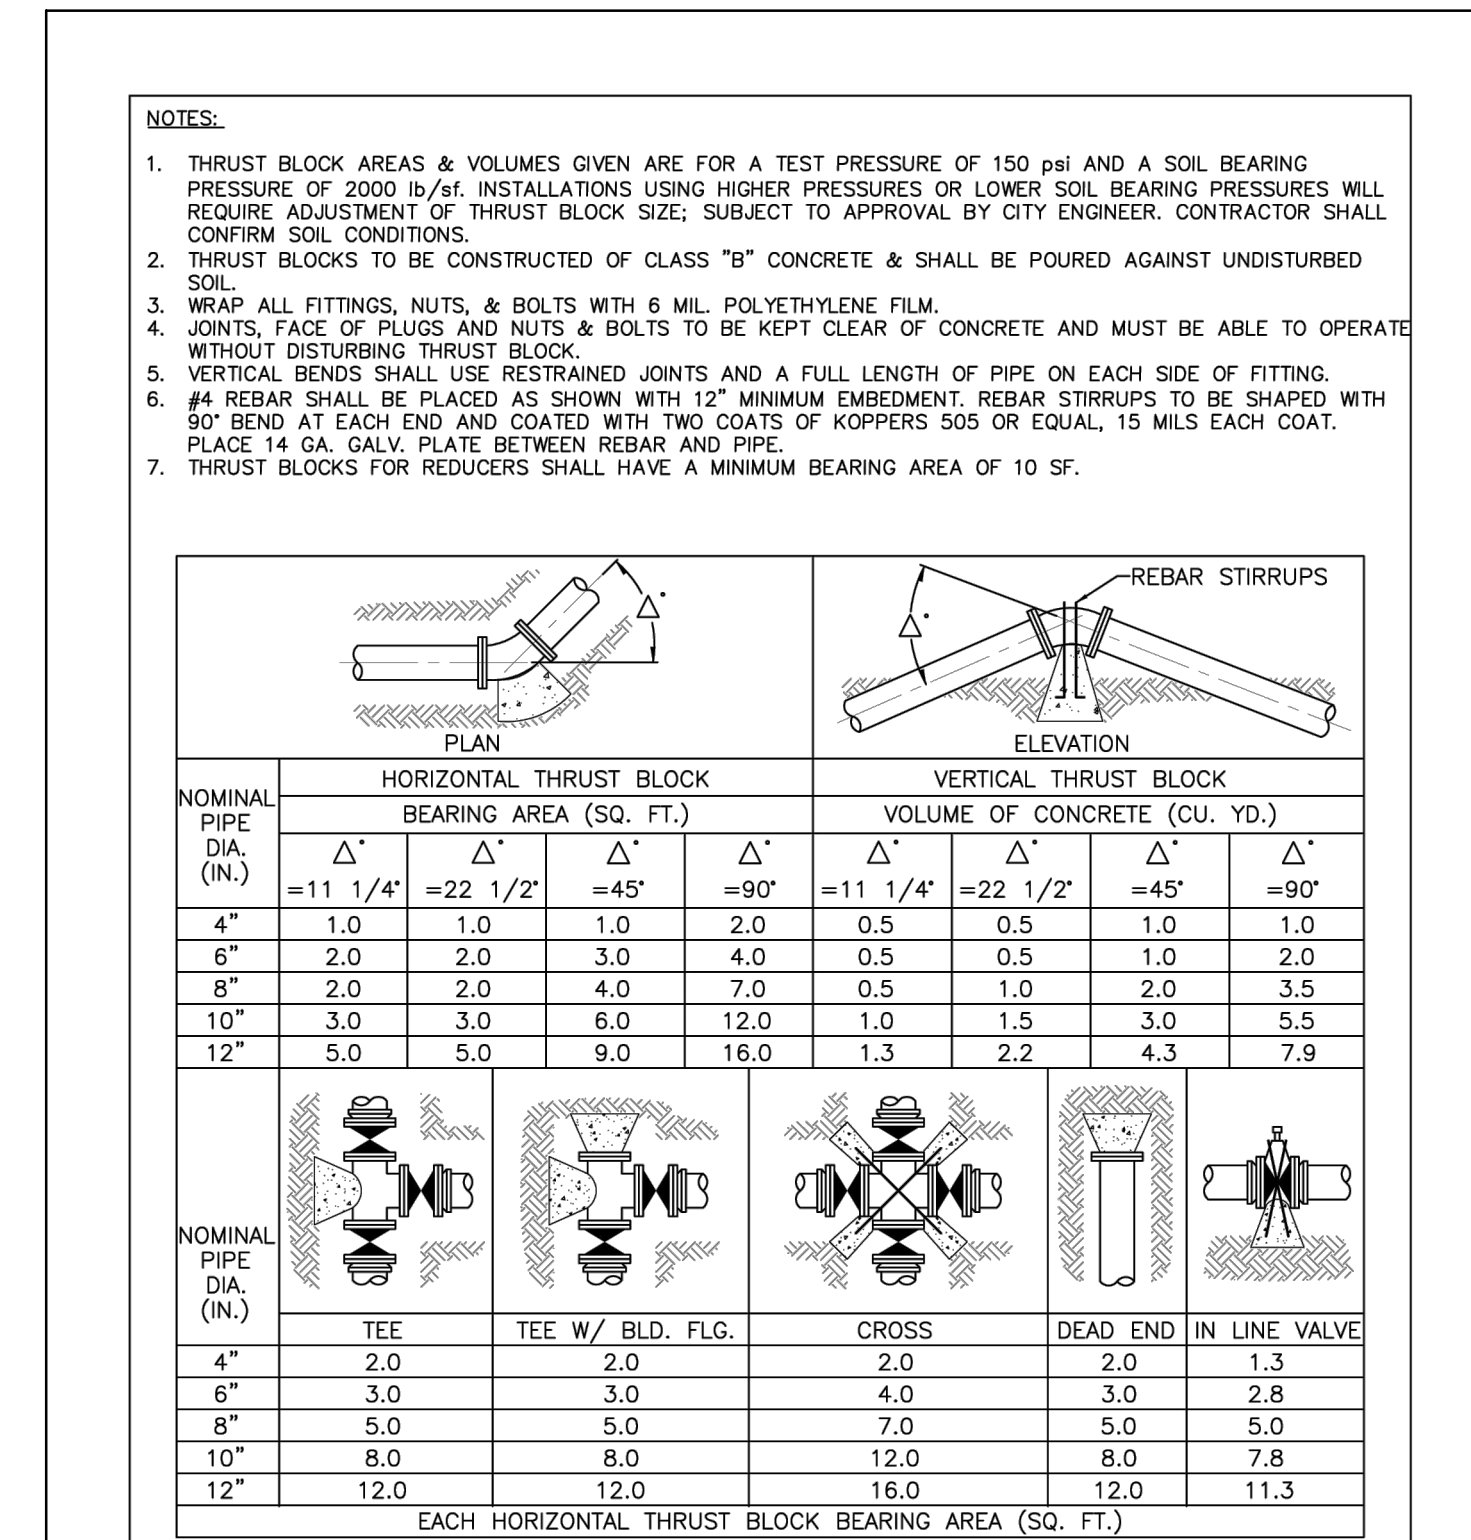 NOTES:
1. THRUST BLOCK AREAS & VOLUMES GIVEN ARE FOR A TEST PRESSURE OF 150 psi AND A SOIL BEARING
PRESSURE OF 2000 lb/sf. INSTALLATIONS USING HIGHER PRESSURES OR LOWER SOIL BEARING PRESSURES WILL
REQUIRE ADJUSTMENT OF THRUST BLOCK SIZE; SUBJECT TO APPROVAL BY CITY ENGINEER. CONTRACTOR SHALL
CONFIRM SOIL CONDITIONS.
2. THRUST BLOCKS TO BE CONSTRUCTED OF CLASS "B" CONCRETE & SHALL BE POURED AGAINST UNDISTURBED
SOIL.
3. WRAP ALL FITTINGS, NUTS, & BOLTS WITH 6 MIL. POLYETHYLENE FILM.
4. JOINTS, FACE OF PLUGS AND NUTS & BOLTS TO BE KEPT CLEAR OF CONCRETE AND MUST BE ABLE TO OPERATE
WITHOUT DISTURBING THRUST BLOCK.
5. VERTICAL BENDS SHALL USE RESTRAINED JOINTS AND A FULL LENGTH OF PIPE ON EACH SIDE OF FITTING.
6. #4 REBAR SHALL BE PLACED AS SHOWN WITH 12" MINIMUM EMBEDMENT. REBAR STIRRUPS TO BE SHAPED WITH
90° BEND AT EACH END AND COATED WITH TWO COATS OF KOPPERS 505 OR EQUAL, 15 MILS EACH COAT.
PLACE 14 GA. GALV. PLATE BETWEEN REBAR AND PIPE.
7. THRUST BLOCKS FOR REDUCERS SHALL HAVE A MINIMUM BEARING AREA OF 10 SF.
△°
PLAN
REBAR STIRRUPS
△°
ELEVATION
NOMINAL
PIPE
DIA.
(IN.)
HORIZONTAL THRUST BLOCK
VERTICAL THRUST BLOCK
BEARING AREA (SQ. FT.)
VOLUME OF CONCRETE (CU. YD.)
△° △° △° △° △° △° △° △°
=11 1/4° =22 1/2° =45° =90° =11 1/4° =22 1/2° =45° =90°
4" 1.0 1.0 1.0 2.0 0.5 0.5 1.0 1.0
6" 2.0 2.0 3.0 4.0 0.5 0.5 1.0 2.0
8" 2.0 2.0 4.0 7.0 0.5 1.0 2.0 3.5
10" 3.0 3.0 6.0 12.0 1.0 1.5 3.0 5.5
12" 5.0 5.0 9.0 16.0 1.3 2.2 4.3 7.9
NOMINAL
PIPE
DIA.
(IN.)
TEE TEE W/ BLD. FLG. CROSS DEAD END IN LINE VALVE
4" 2.0 2.0 2.0 2.0 1.3
6" 3.0 3.0 4.0 3.0 2.8
8" 5.0 5.0 7.0 5.0 5.0
10" 8.0 8.0 12.0 8.0 7.8
12" 12.0 12.0 16.0 12.0 11.3
EACH HORIZONTAL THRUST BLOCK BEARING AREA (SQ. FT.)